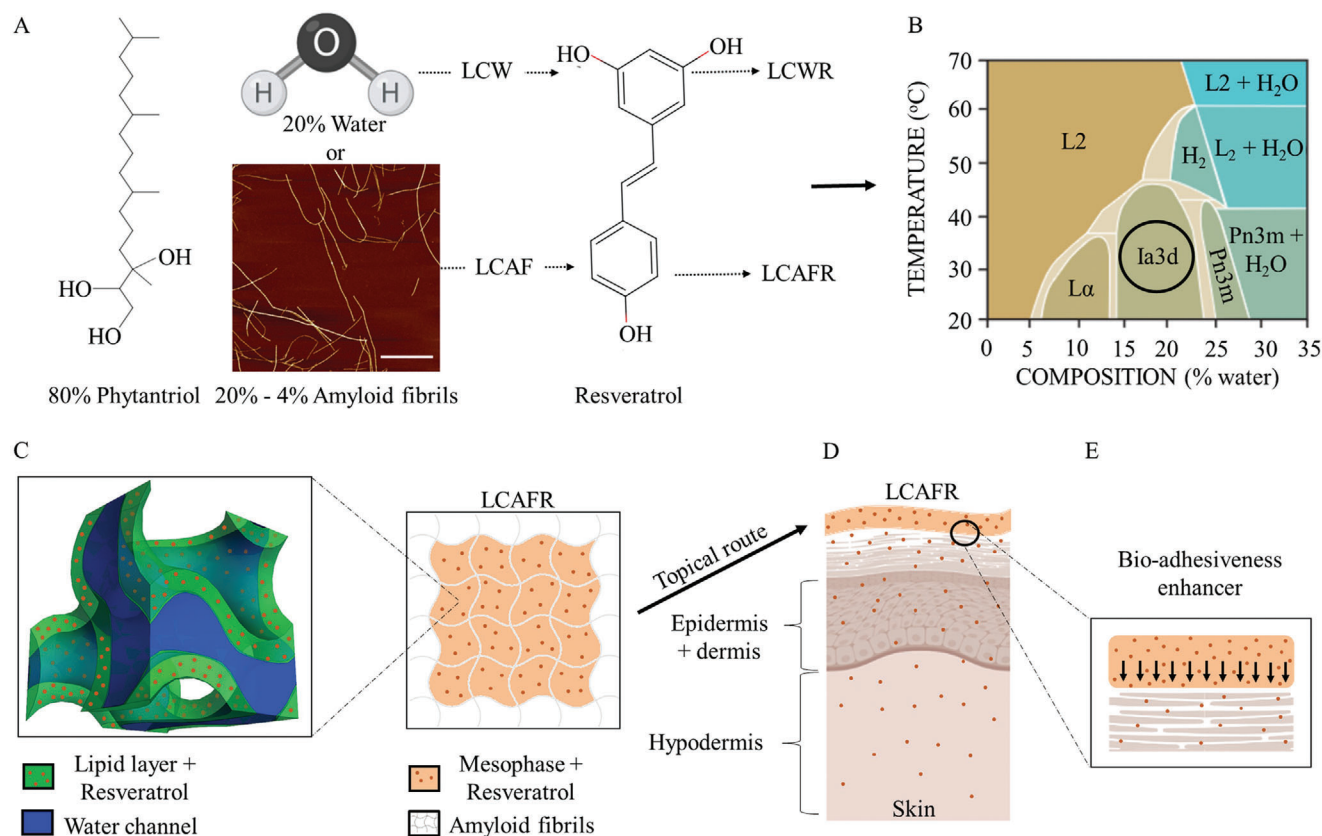 A
O
H
H
20% Water
or
LCW
LCAF
HO
OH
HO
HO
OH
OH
LCWR
LCAFR
80% Phytantriol
20% - 4% Amyloid fibrils
Resveratrol
B
TEMPERATURE (ºC)
70
60
50
40
30
20
L2
L2 + H₂O
H₂
L₂ + H₂O
Lα
Ia3d
Pn3m
Pn3m +
H₂O
0
5
10
15
20
25
30
35
COMPOSITION (% water)
C
LCAFR
Lipid layer +
Resveratrol
Water channel
Mesophase +
Resveratrol
Amyloid fibrils
Topical route
D
LCAFR
Epidermis
+ dermis
Hypodermis
Skin
E
Bio-adhesiveness
enhancer